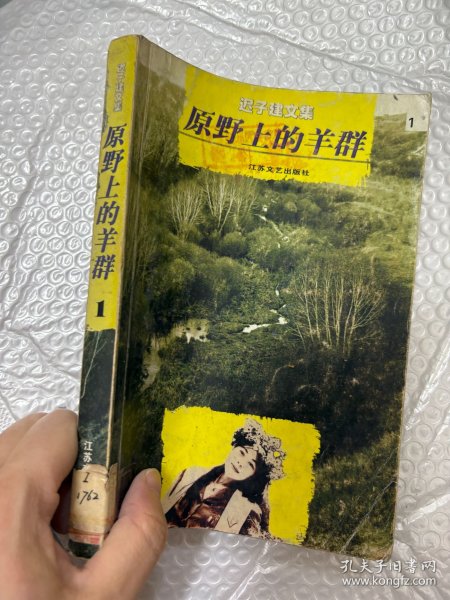 迟子建文集
原野上的羊群
1
江苏
I
1762
迟子建文集
原野上的羊群
江苏文艺出版社
1
孔夫子旧书网
www.kongfz.com